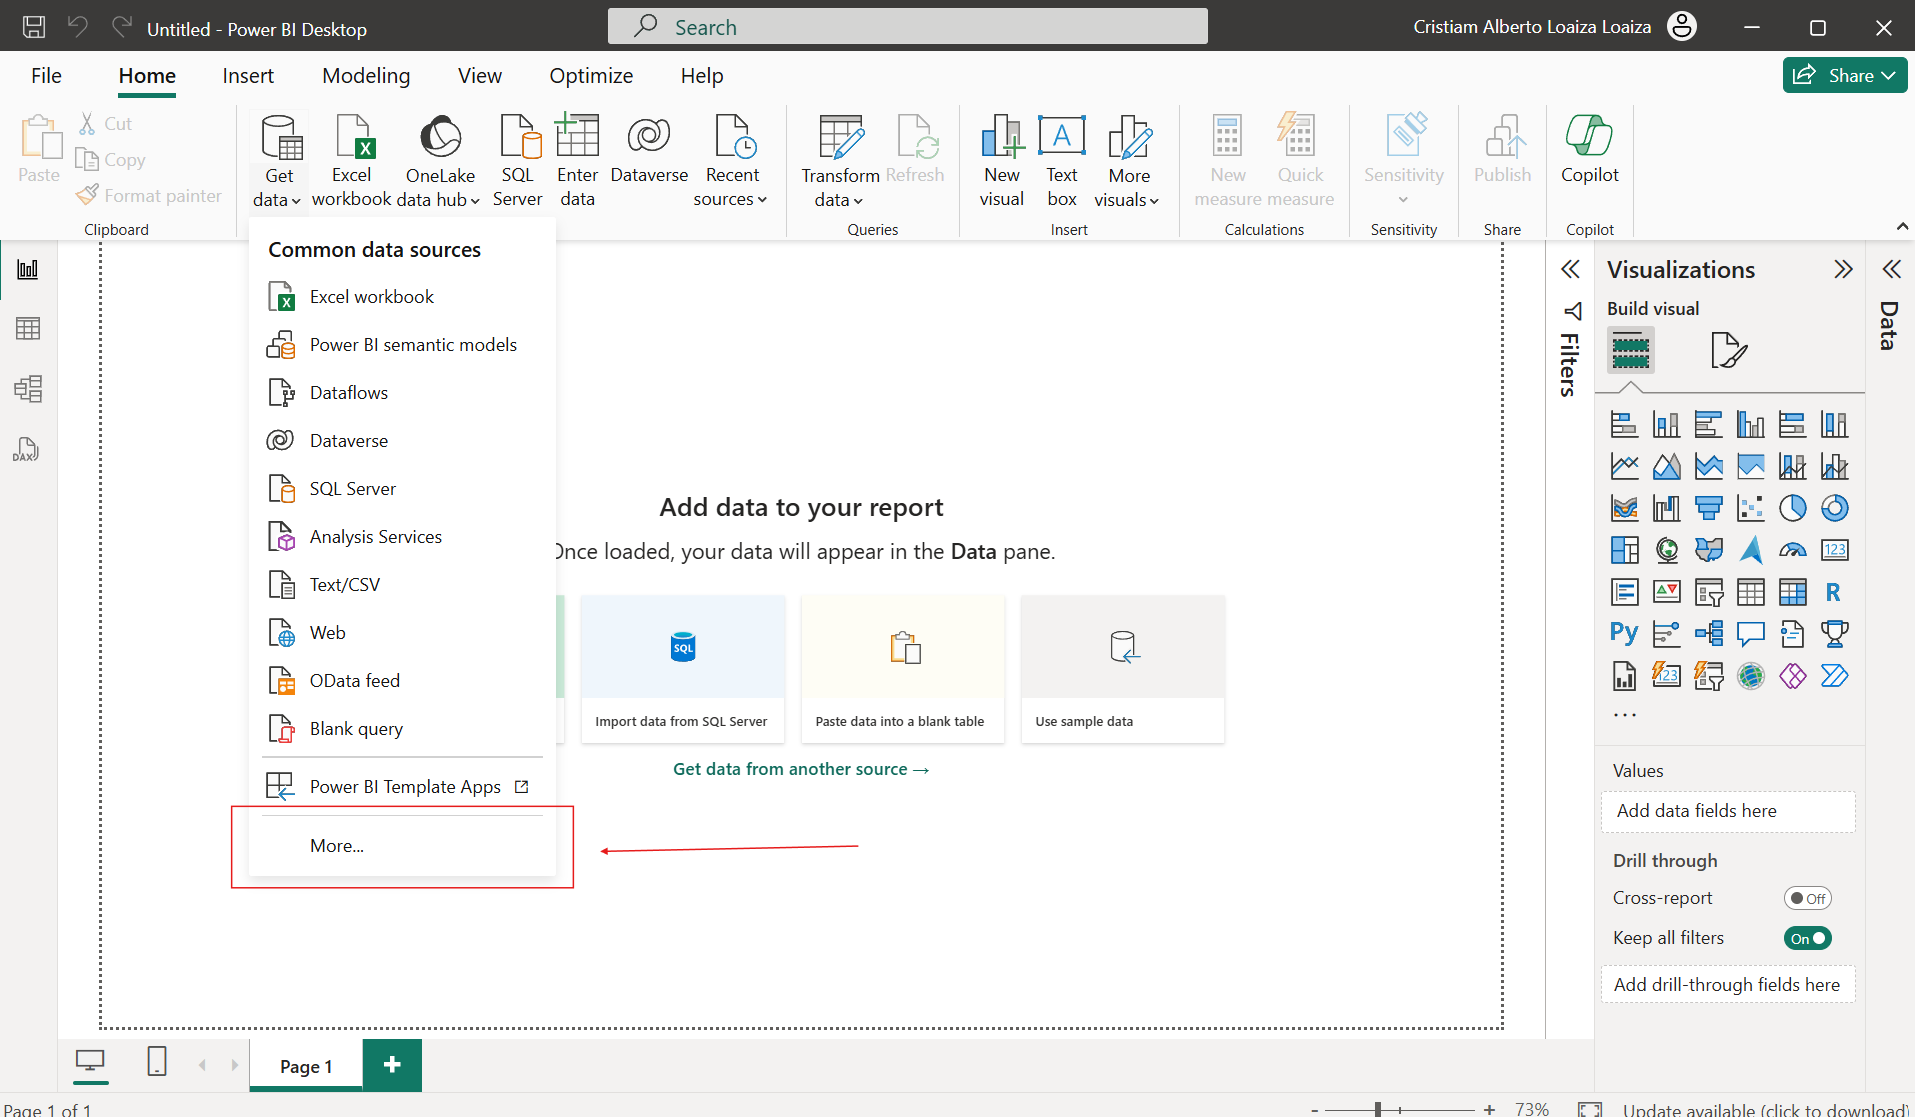 Untitled - Power BI Desktop
Search
Cristiam Alberto Loaiza Loaiza
File
Home
Insert
Modeling
View
Optimize
Help
Share
Paste
Cut
Copy
Format painter
Clipboard
Get
data
Excel
workbook
OneLake
data hub
SQL
Server
Enter
data
Dataverse
Recent
sources
Transform
data
Refresh
Queries
New
visual
A
Text
box
More
visuals
Insert
New
measure
Quick
measure
Calculations
Sensitivity
Sensitivity
Publish
Share
Copilot
Copilot
DAX
Common data sources
Excel workbook
Power BI semantic models
Dataflows
Dataverse
SQL Server
Analysis Services
Text/CSV
Web
OData feed
Blank query
Power BI Template Apps
More...
Add data to your report
Once loaded, your data will appear in the Data pane.
SQL
Import data from SQL Server
Paste data into a blank table
Use sample data
Get data from another source →
Filters
Visualizations
Build visual
123
R
Py
123
...
Values
Add data fields here
Drill through
Cross-report
Off
Keep all filters
On
Add drill-through fields here
Data
Page 1
+
Page 1 of 1
- + 73%
Update available (click to download)